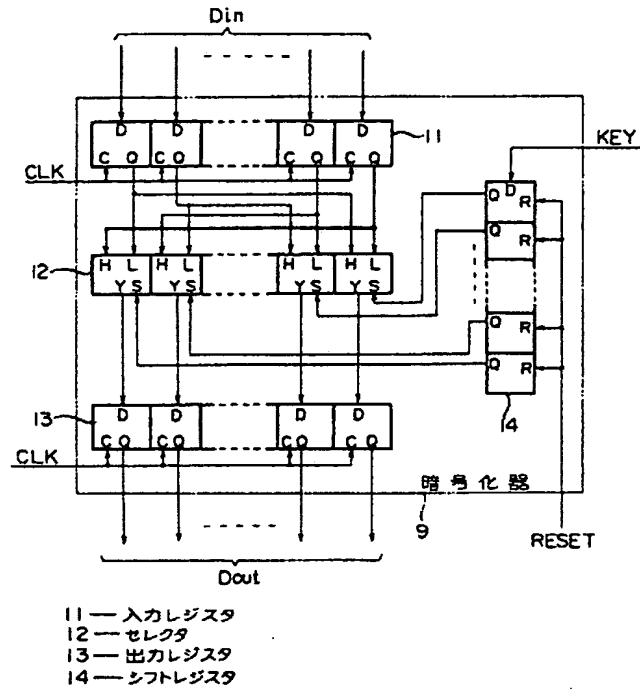 Din
D D D D
11
C Q C Q C Q C Q
CLK
KEY
Q D R
Q R
12
H L H L H L H L
Y S Y S Y S Y S
Q R
Q R
14
13
D D D D
C Q C Q C Q C Q
CLK
暗号化器
9
RESET
Dout
11 — 入力レジスタ
12 — セレクタ
13 — 出力レジスタ
14 — シフトレジスタ